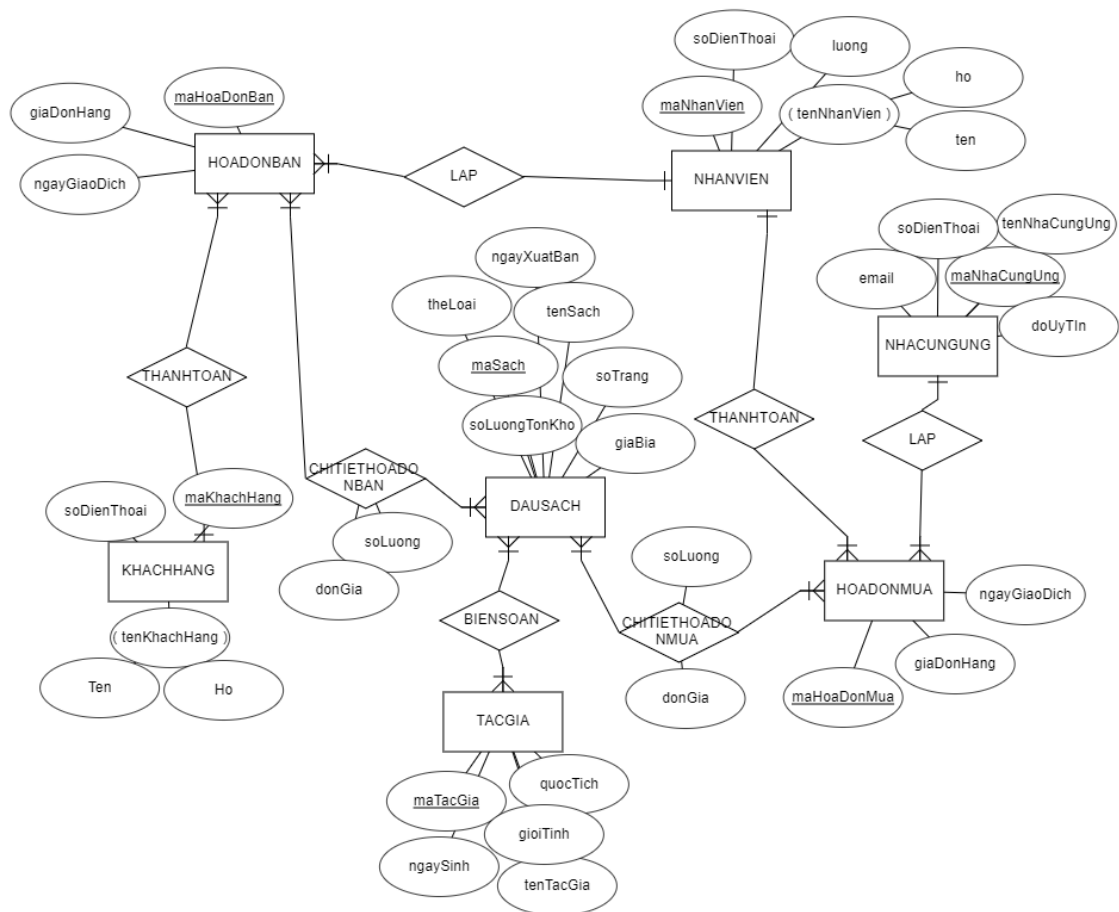 soDienThoai
luong
ho
maNhanVien
( tenNhanVien )
ten
NHANVIEN
maHoaDonBan
giaDonHang
HOADONBAN
ngayGiaoDich
LAP
soDienThoai
tenNhaCungUng
email
maNhaCungUng
doUyTIn
NHACUNGUNG
ngayXuatBan
theLoai
tenSach
maSach
soTrang
soLuongTonKho
giaBia
THANHTOAN
THANHTOAN
LAP
CHITIETHOADO
NBAN
DAUSACH
maKhachHang
soDienThoai
KHACHHANG
soLuong
donGia
soLuong
HOADONMUA
ngayGiaoDich
BIENSOAN
CHITIETHOADO
NMUA
( tenKhachHang )
Ten
Ho
giaDonHang
donGia
maHoaDonMua
TACGIA
quocTich
maTacGia
gioiTinh
ngaySinh
tenTacGia